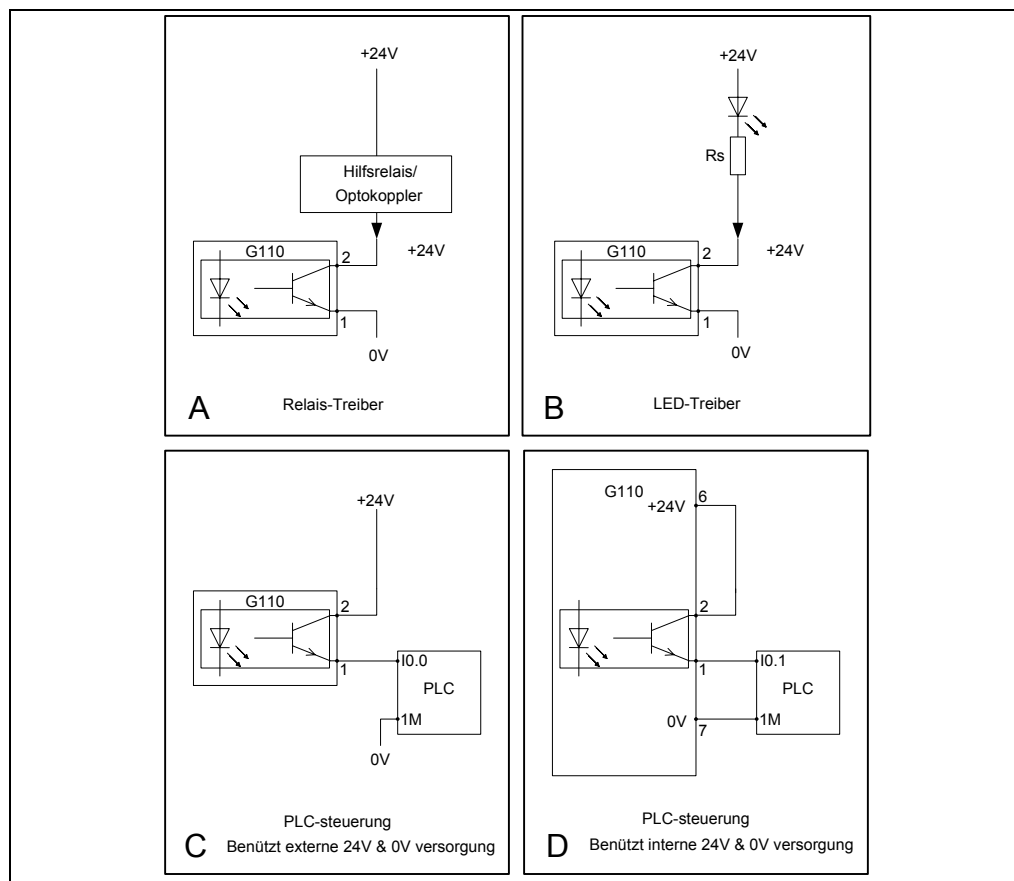 +24V
Hilfsrelais/
Optokoppler
+24V
G110
2
1
0V
A
Relais-Treiber
+24V
Rs
+24V
G110
2
1
0V
B
LED-Treiber
+24V
G110
2
1
I0.0
PLC
1M
0V
PLC-steuerung
C
Benützt externe 24V & 0V versorgung
G110
6
+24V
2
1
I0.1
PLC
0V
1M
7
PLC-steuerung
D
Benützt interne 24V & 0V versorgung